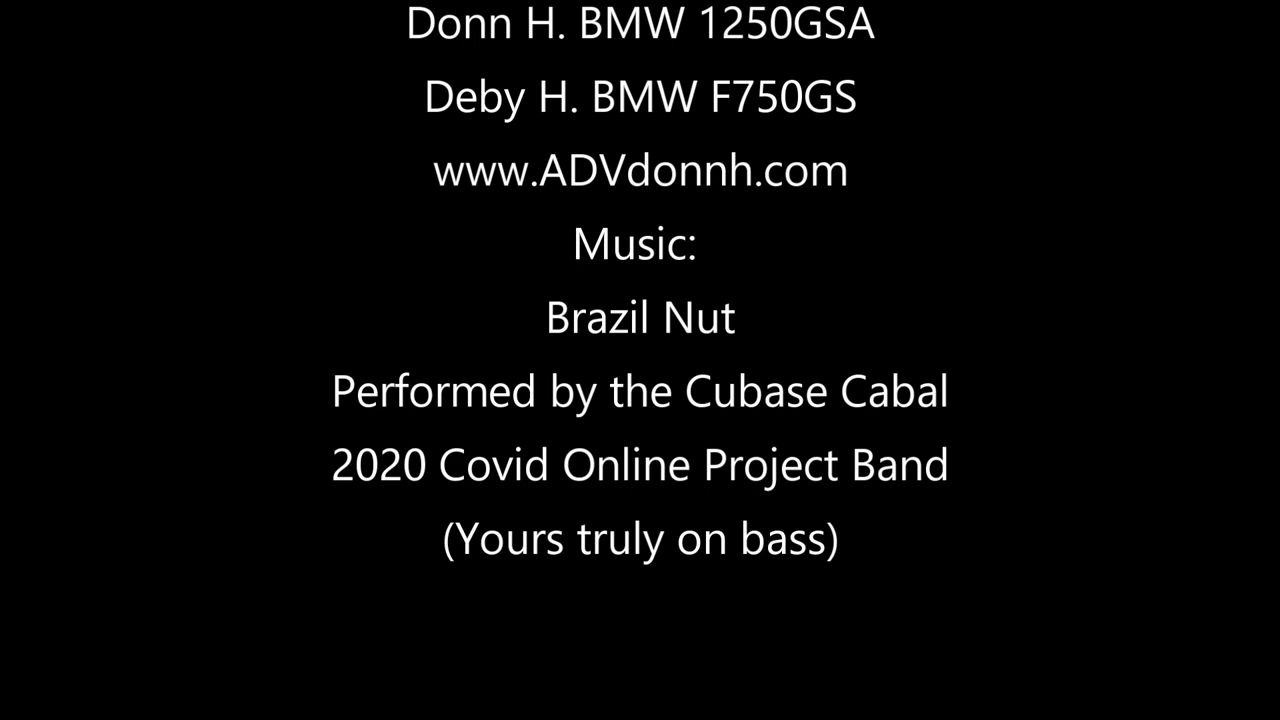 Donn H. BMW 1250GSA
Deby H. BMW F750GS
www.ADVdonnh.com
Music:
Brazil Nut
Performed by the Cubase Cabal
2020 Covid Online Project Band
(Yours truly on bass)